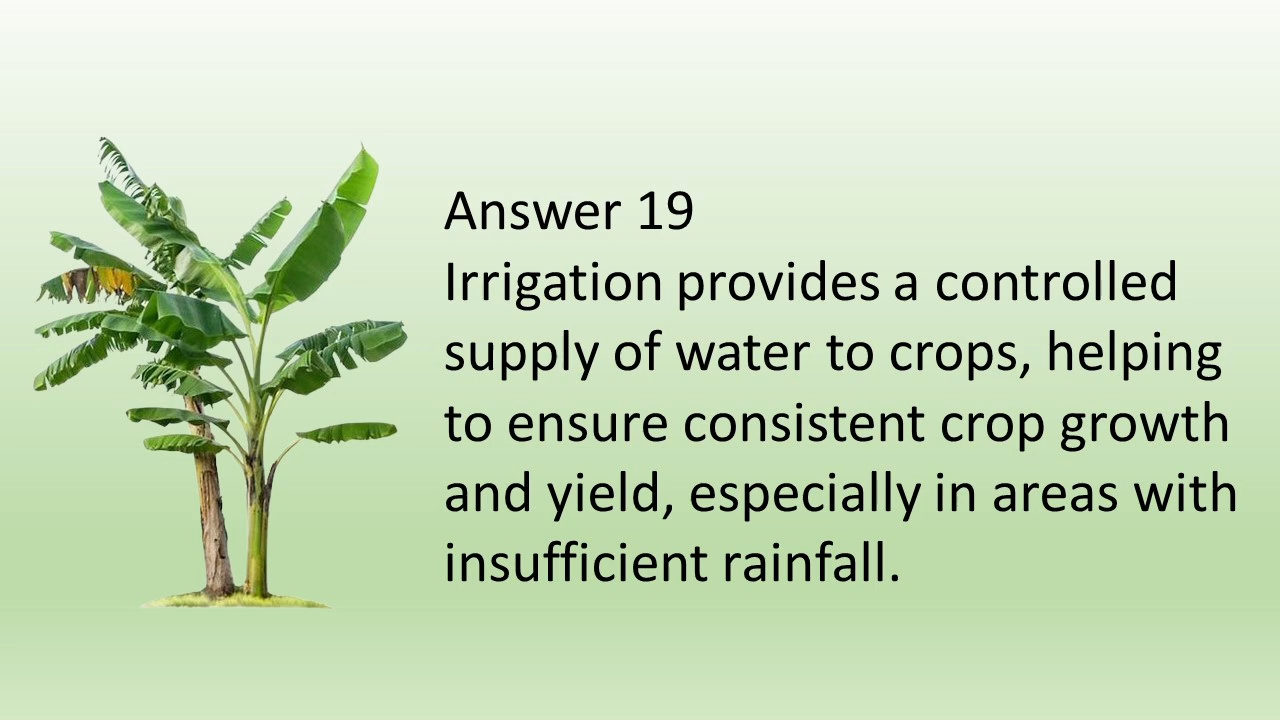 Answer 19
Irrigation provides a controlled
supply of water to crops, helping
to ensure consistent crop growth
and yield, especially in areas with
insufficient rainfall.